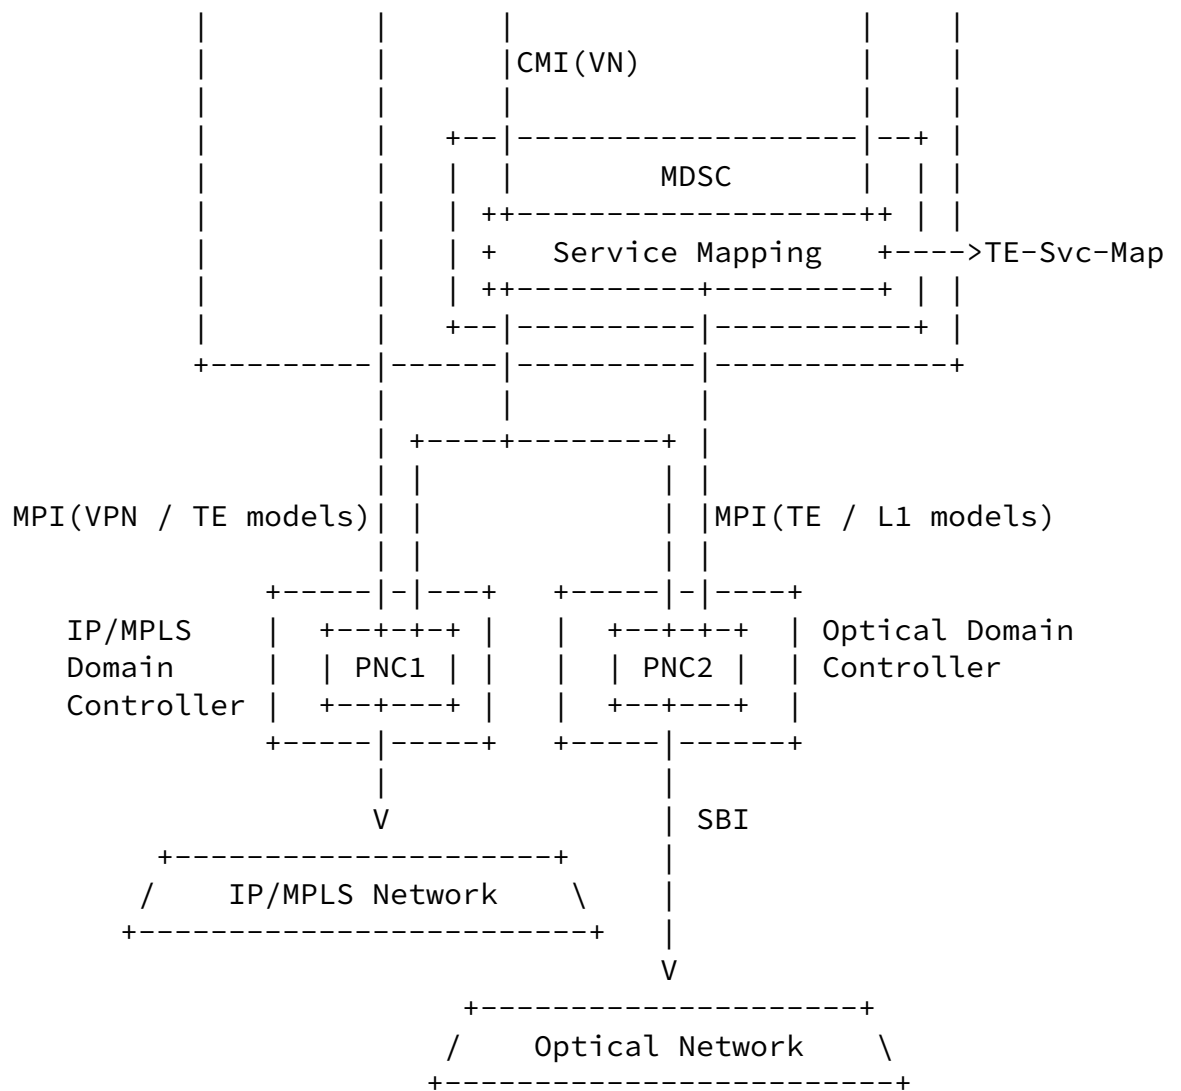 CMI(VN)
MDSC
Service Mapping
TE-Svc-Map
MPI(VPN / TE models)
MPI(TE / L1 models)
IP/MPLS
Domain
Controller
PNC1
PNC2
Optical Domain
Controller
V
SBI
IP/MPLS Network
V
Optical Network